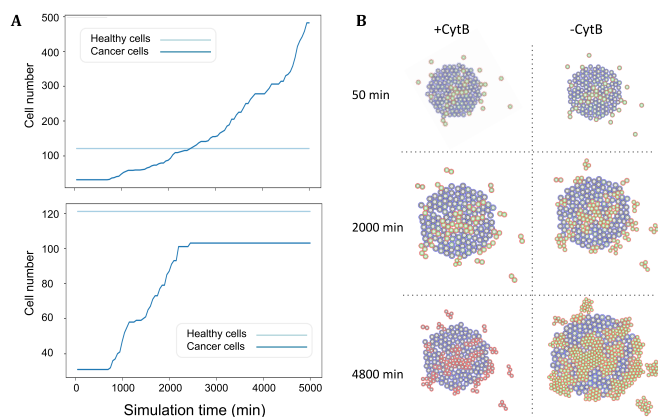 A
500
400
300
200
100
Cell number
Healthy cells
Cancer cells
120
100
80
60
40
Cell number
Healthy cells
Cancer cells
0
1000
2000
3000
4000
5000
Simulation time (min)
B
+CytB
-CytB
50 min
2000 min
4800 min